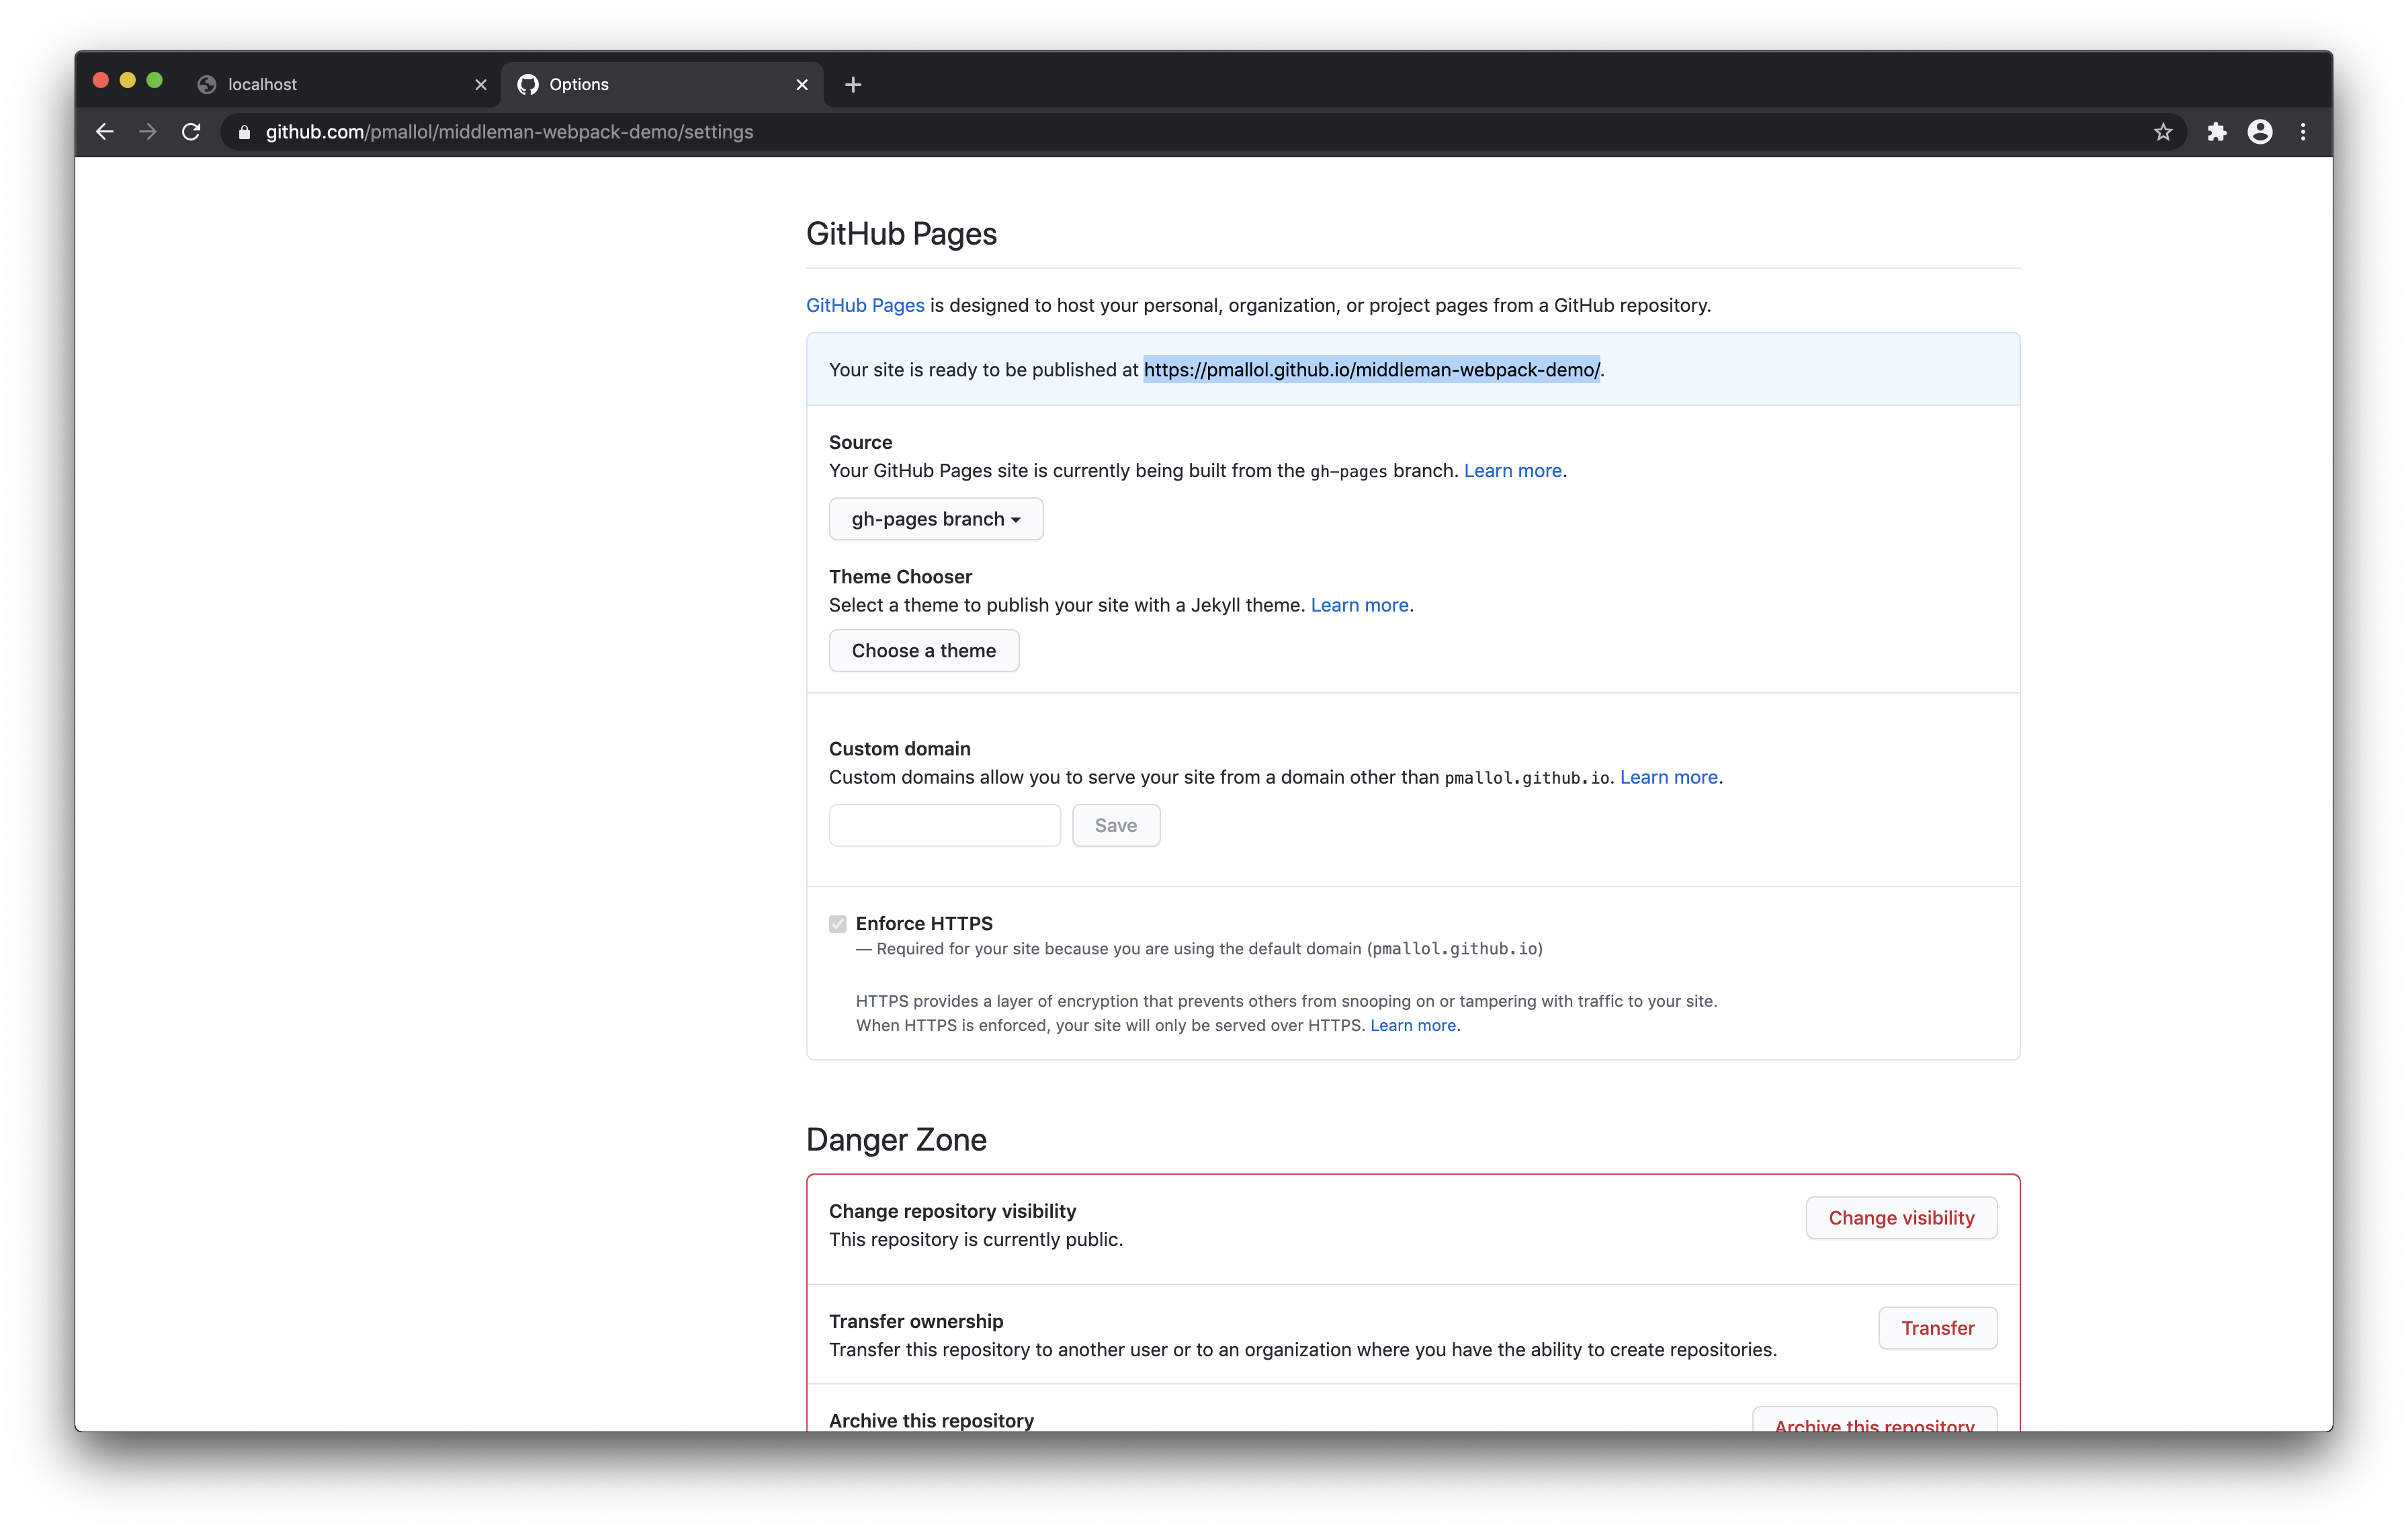 localhost
Options
github.com/pmallol/middleman-webpack-demo/settings
GitHub Pages
GitHub Pages is designed to host your personal, organization, or project pages from a GitHub repository.
Your site is ready to be published at https://pmallol.github.io/middleman-webpack-demo/.
Source
Your GitHub Pages site is currently being built from the gh-pages branch. Learn more.
gh-pages branch
Theme Chooser
Select a theme to publish your site with a Jekyll theme. Learn more.
Choose a theme
Custom domain
Custom domains allow you to serve your site from a domain other than pmallol.github.io. Learn more.
Save
Enforce HTTPS
— Required for your site because you are using the default domain (pmallol.github.io)
HTTPS provides a layer of encryption that prevents others from snooping on or tampering with traffic to your site.
When HTTPS is enforced, your site will only be served over HTTPS. Learn more.
Danger Zone
Change repository visibility
This repository is currently public.
Change visibility
Transfer ownership
Transfer this repository to another user or to an organization where you have the ability to create repositories.
Transfer
Archive this repository
Archive this repository